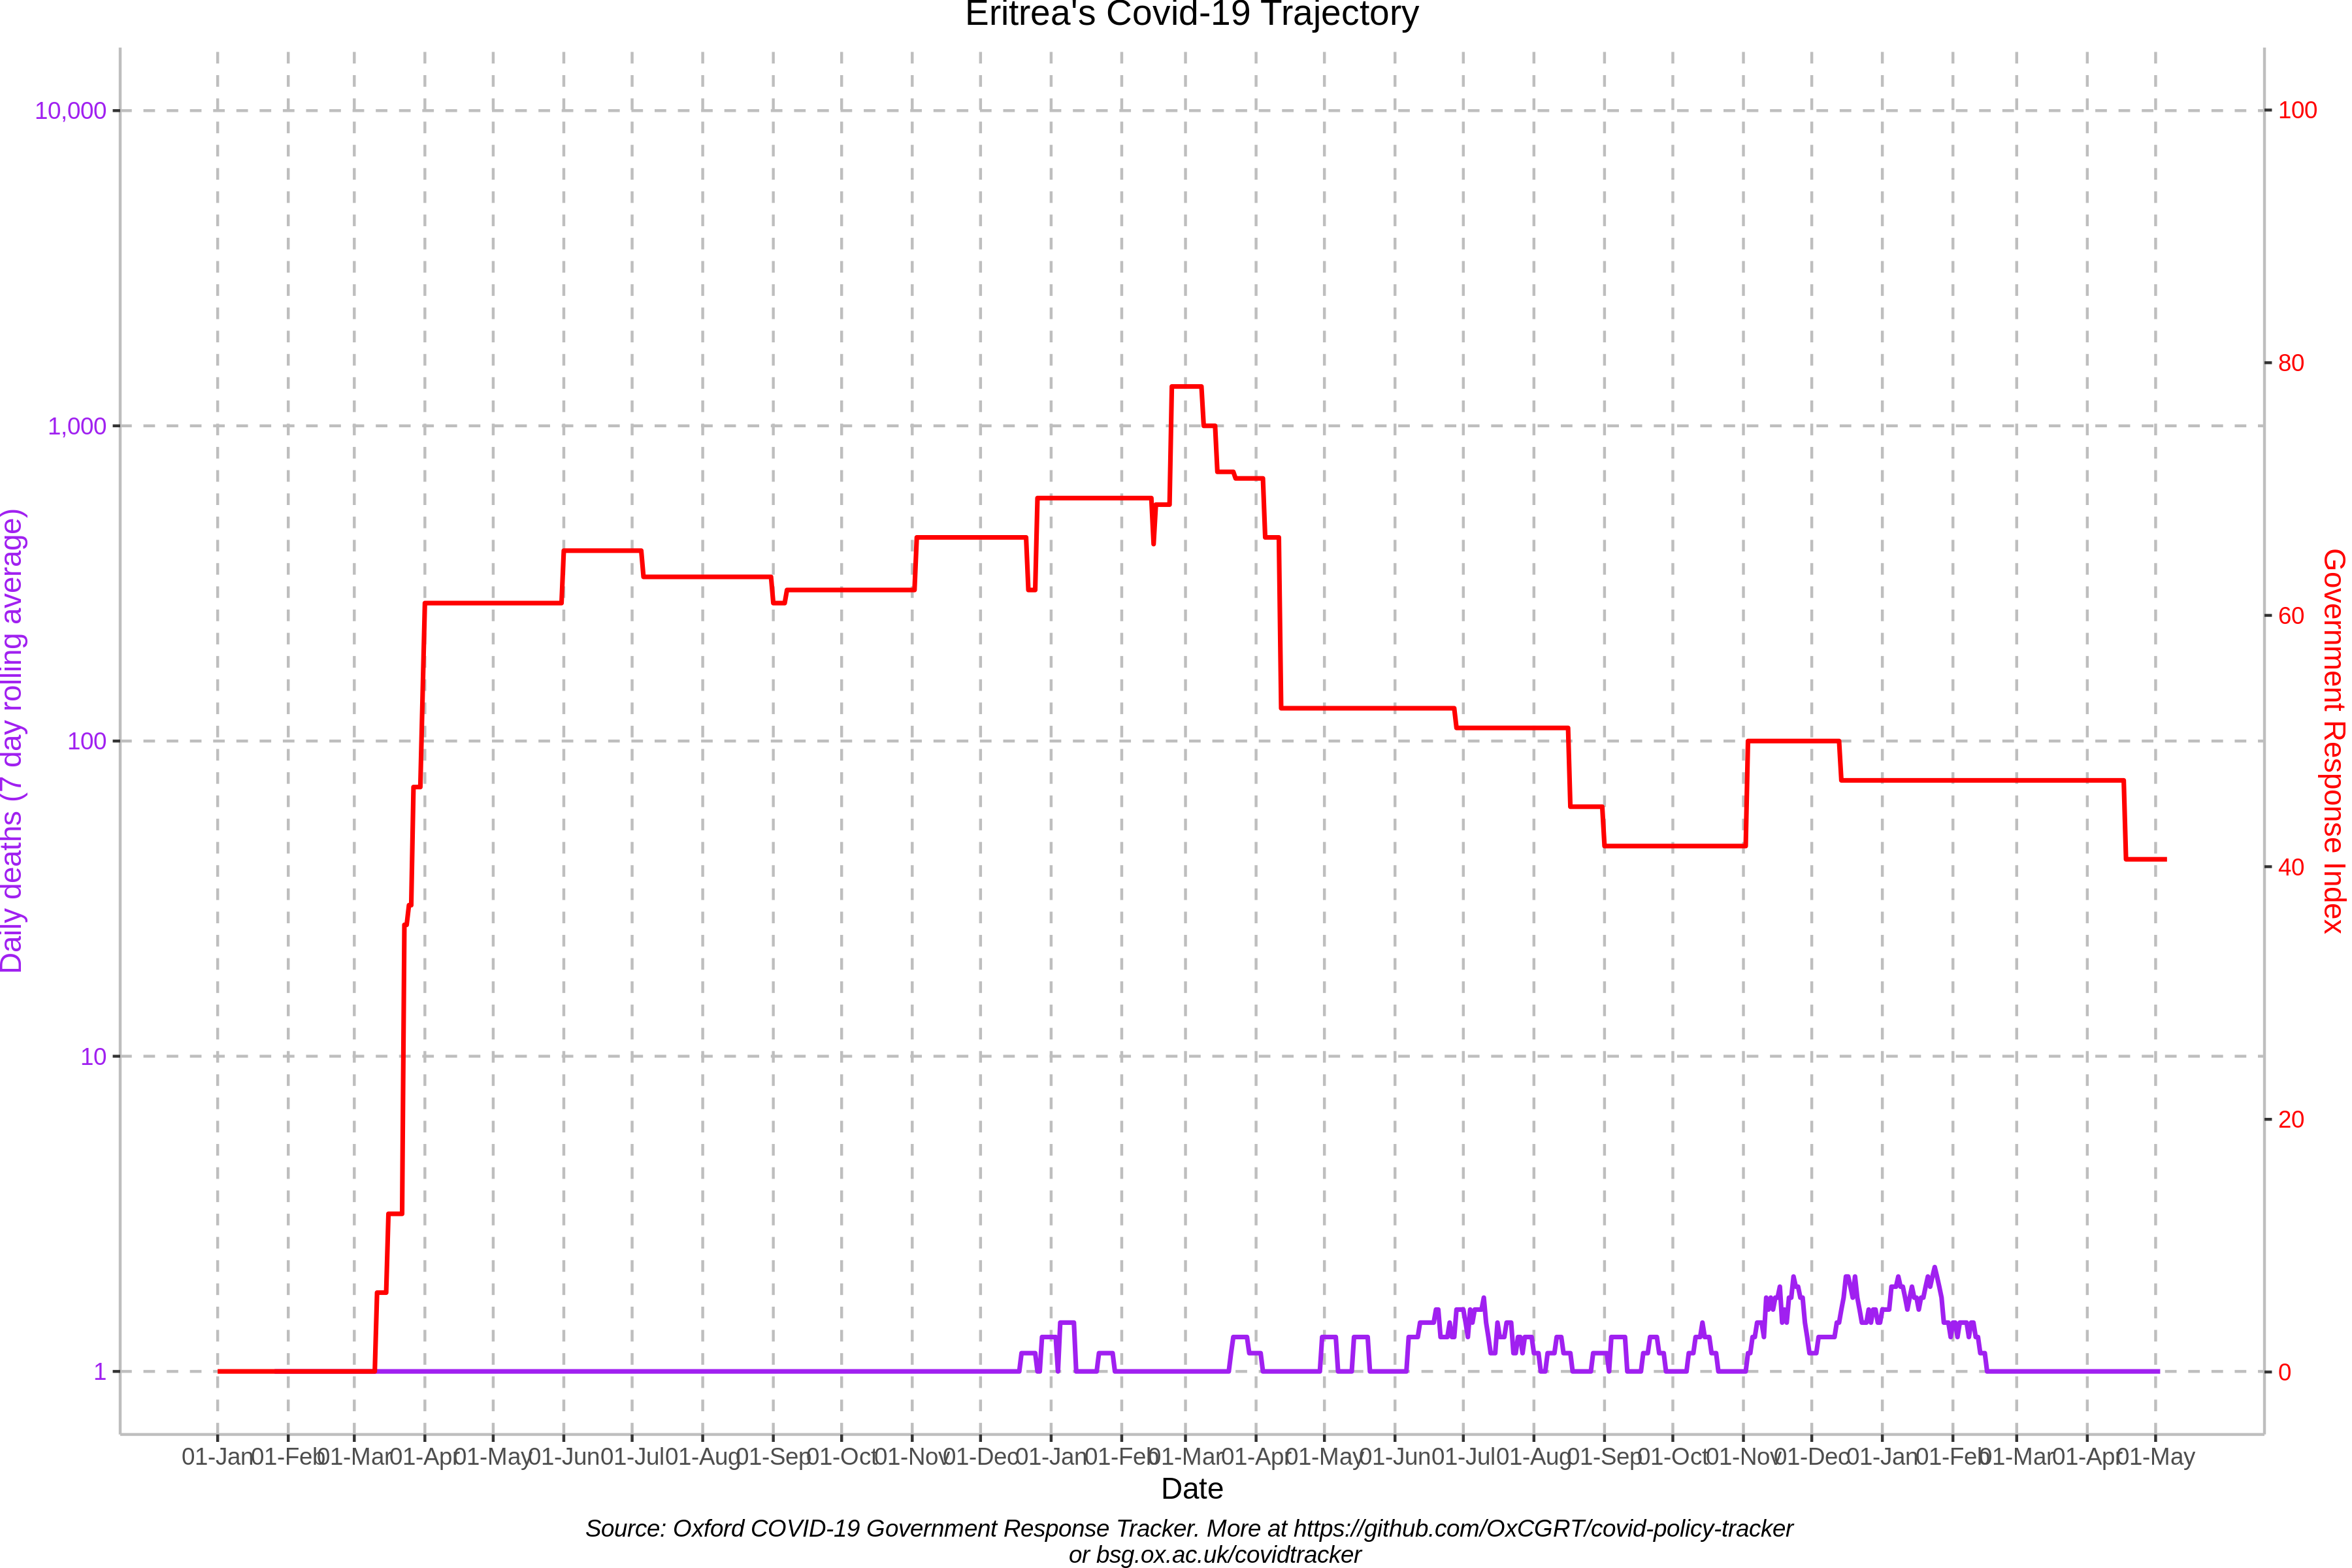 Eritrea's Covid-19 Trajectory
10,000
1,000
100
10
1
Daily deaths (7 day rolling average)
100
80
60
40
20
0
Government Response Index
01-Jan 01-Feb 01-Mar 01-Apr 01-May 01-Jun 01-Jul 01-Aug 01-Sep 01-Oct 01-Nov 01-Dec 01-Jan 01-Feb 01-Mar 01-Apr 01-May 01-Jun 01-Jul 01-Aug 01-Sep 01-Oct 01-Nov 01-Dec 01-Jan 01-Feb 01-Mar 01-Apr 01-May
Date
Source: Oxford COVID-19 Government Response Tracker. More at https://github.com/OxCGRT/covid-policy-tracker
or bsg.ox.ac.uk/covidtracker